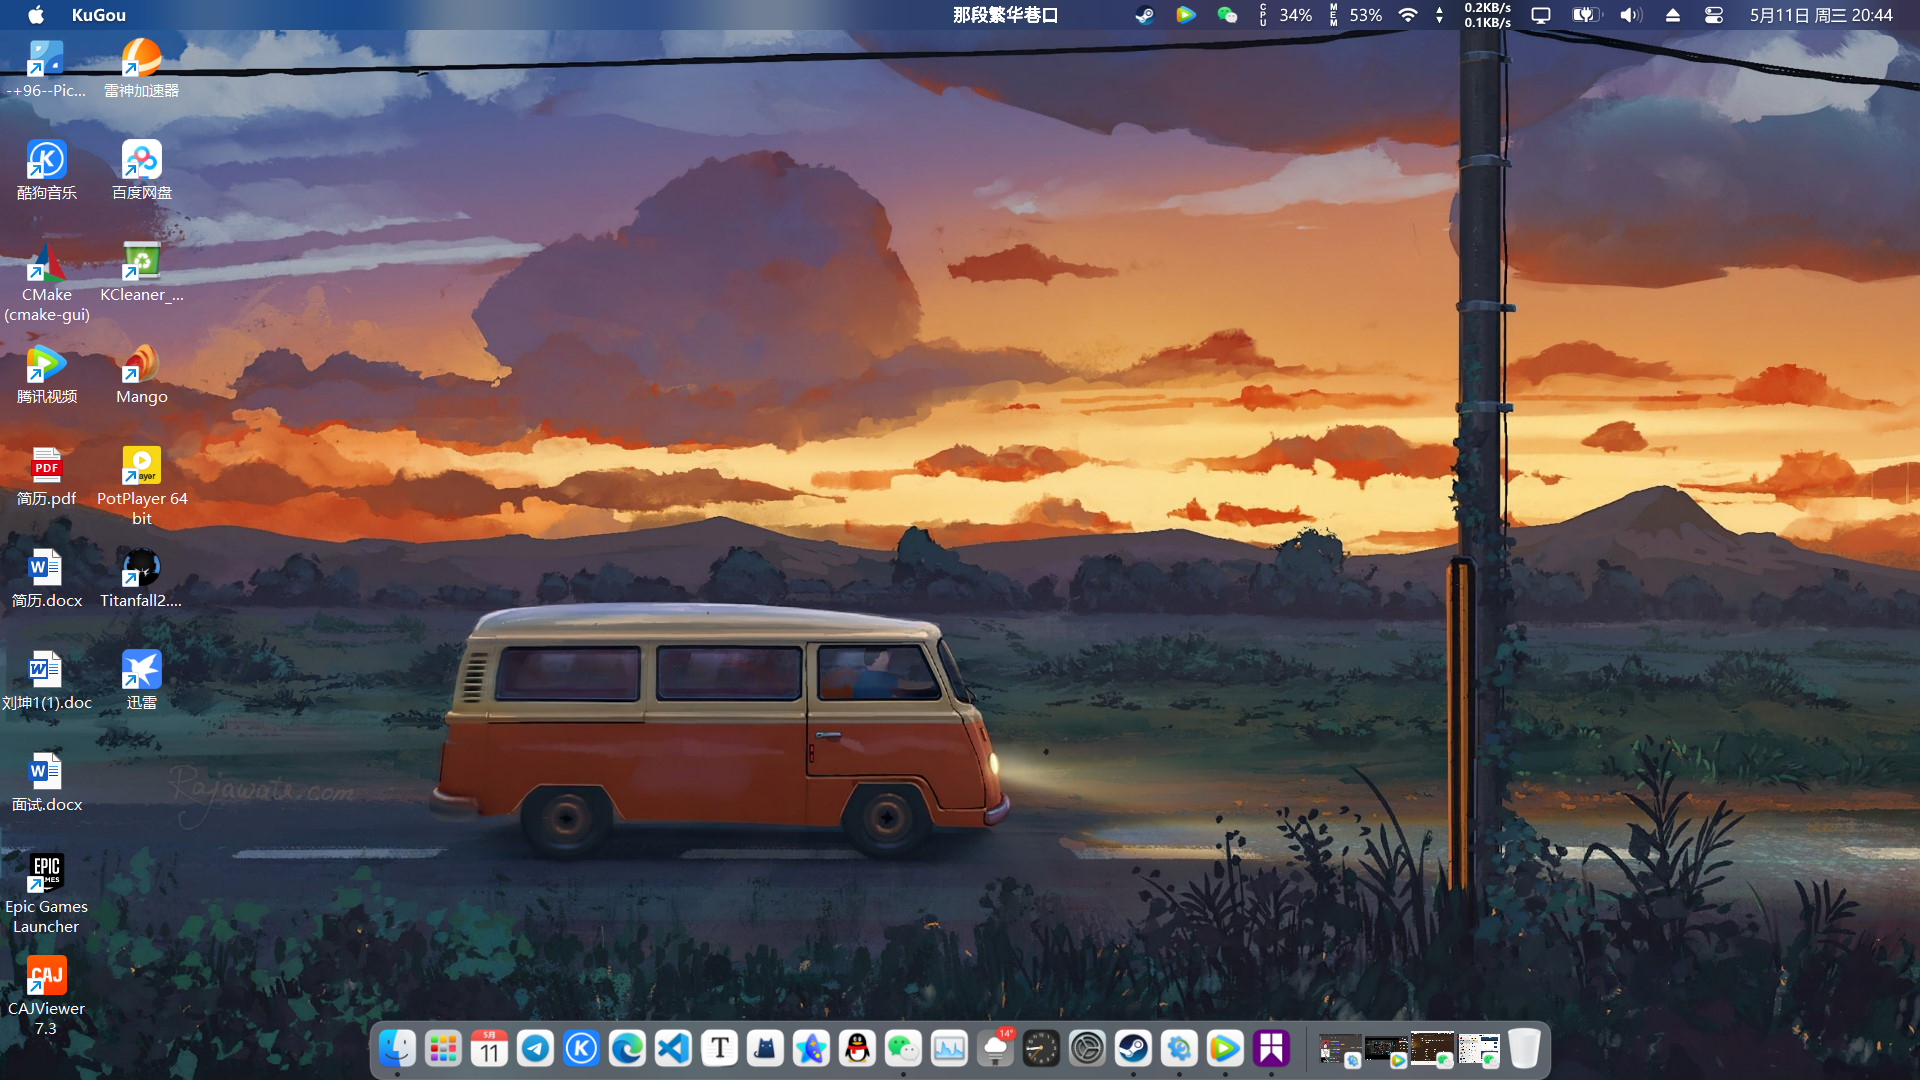 KuGou
那段繁华巷口
CPU 34%
MEM 53%
0.2KB/s
0.1KB/s
5月11日 周三 20:44
-+96--Pic...
雷神加速器
酷狗音乐
百度网盘
CMake
(cmake-gui)
KCleaner_...
腾讯视频
Mango
PDF
简历.pdf
PotPlayer 64
bit
简历.docx
Titanfall2....
刘坤1(1).doc
迅雷
面试.docx
Rajawate.com
EPIC
Epic Games
Launcher
CAJ
CAJViewer
7.3
5月
11
14°